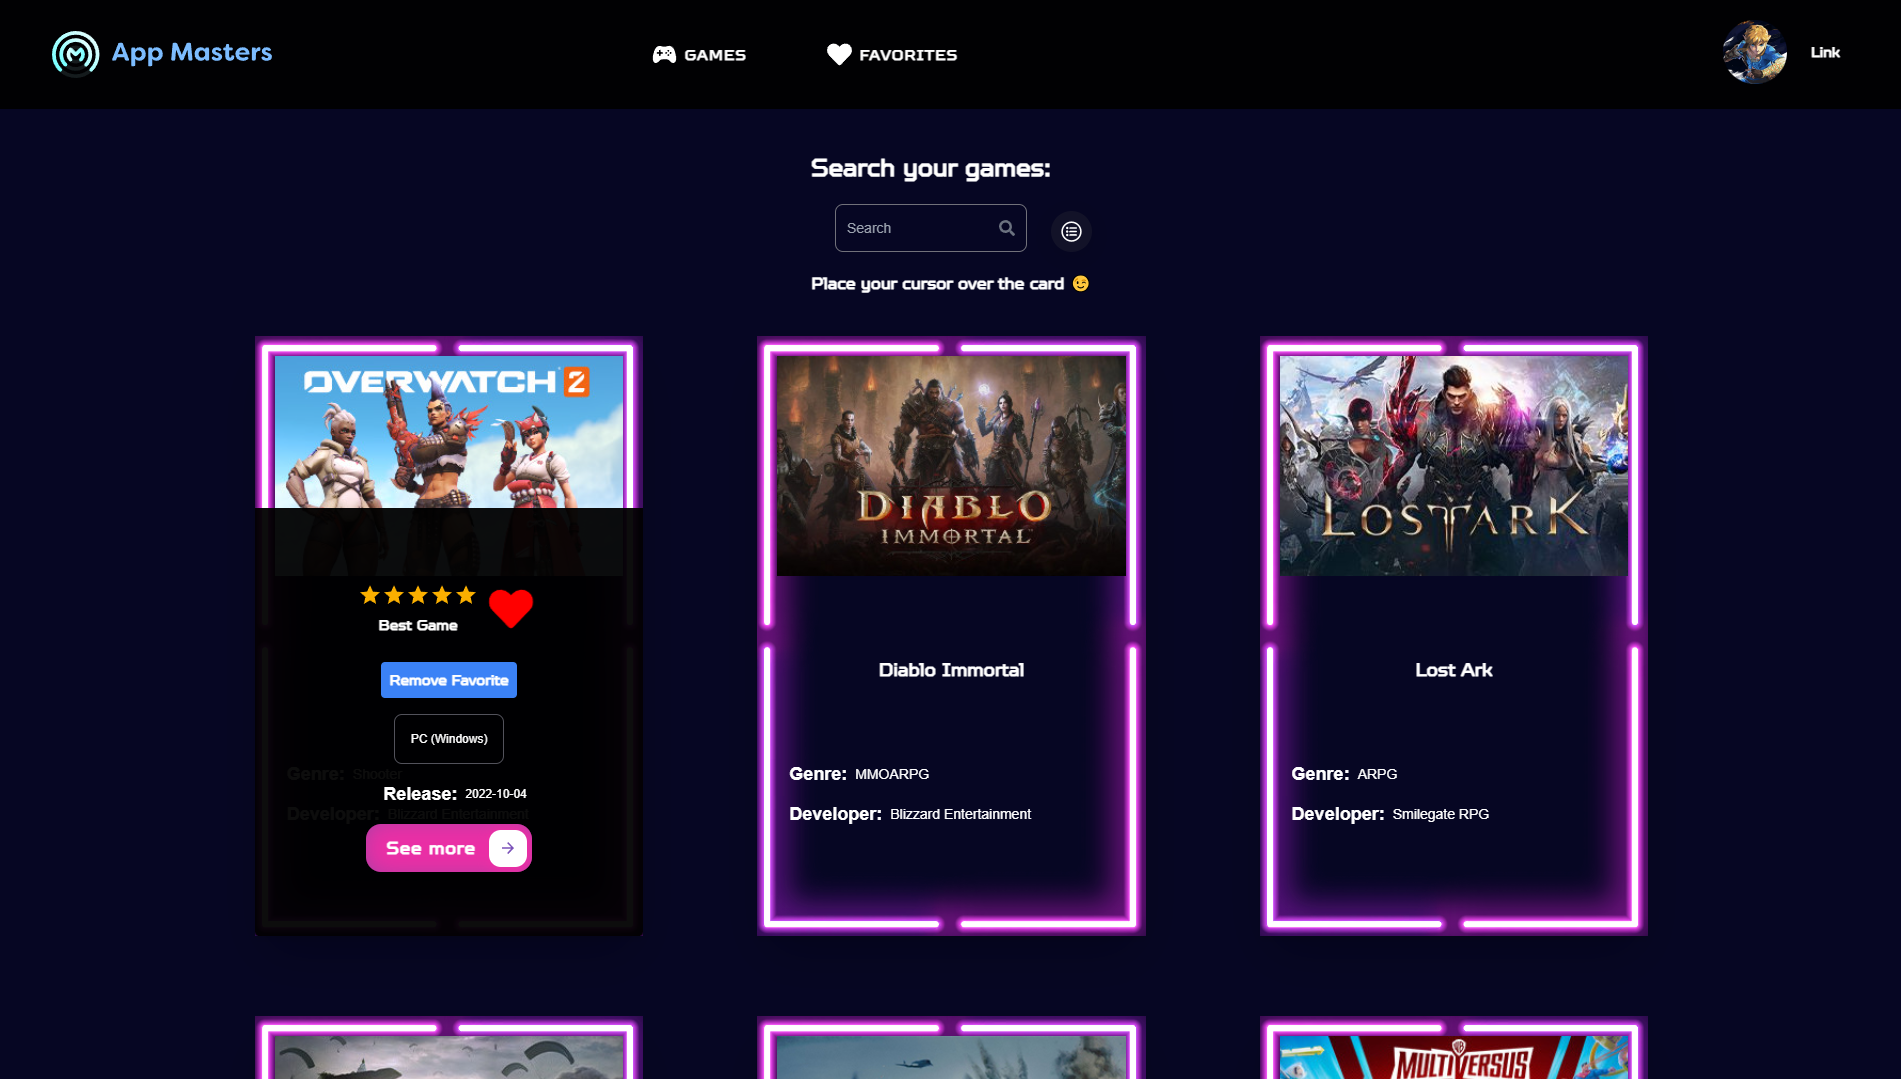 App Masters
GAMES
FAVORITES
Link
Search your games:
Search
Place your cursor over the card
OVERWATCH 2
Best Game
Remove Favorite
PC (Windows)
Genre: Shooter
Release: 2022-10-04
Developer: Blizzard Entertainment
See more
DIABLO
IMMORTAL
Diablo Immortal
Genre: MMOARPG
Developer: Blizzard Entertainment
LOST ARK
Lost Ark
Genre: ARPG
Developer: Smilegate RPG
MULTIVERSUS